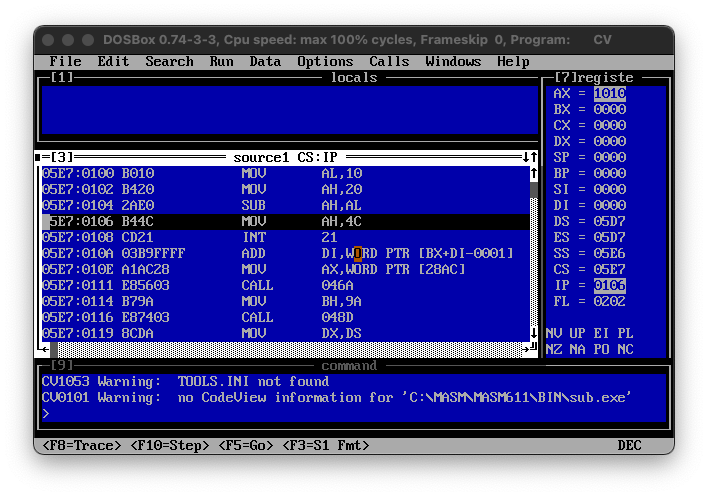 DOSBox 0.74-3-3, Cpu speed: max 100% cycles, Frameskip 0, Program: CV
File Edit Search Run Data Options Calls Windows Help
[1] locals
[7]registe
AX = 1010
BX = 0000
CX = 0000
DX = 0000
SP = 0000
BP = 0000
SI = 0000
DI = 0000
DS = 05D7
ES = 05D7
SS = 05E6
CS = 05E7
IP = 0106
FL = 0202
NV UP EI PL
NZ NA PO NC
[3] source1 CS:IP
05E7:0100 B010 MOV AL,10
05E7:0102 B420 MOV AH,20
05E7:0104 2AE0 SUB AH,AL
05E7:0106 B44C MOV AH,4C
05E7:0108 CD21 INT 21
05E7:010A 03B9FFFF ADD DI,WORD PTR [BX+DI-0001]
05E7:010E A1AC28 MOV AX,WORD PTR [28AC]
05E7:0111 E85603 CALL 046A
05E7:0114 B79A MOV BH,9A
05E7:0116 E87403 CALL 048D
05E7:0119 8CDA MOV DX,DS
[9] command
CV1053 Warning: TOOLS.INI not found
CV0101 Warning: no CodeView information for 'C:\MASM\MASM611\BIN\sub.exe'
>
<F8=Trace> <F10=Step> <F5=Go> <F3=S1 Fmt> DEC